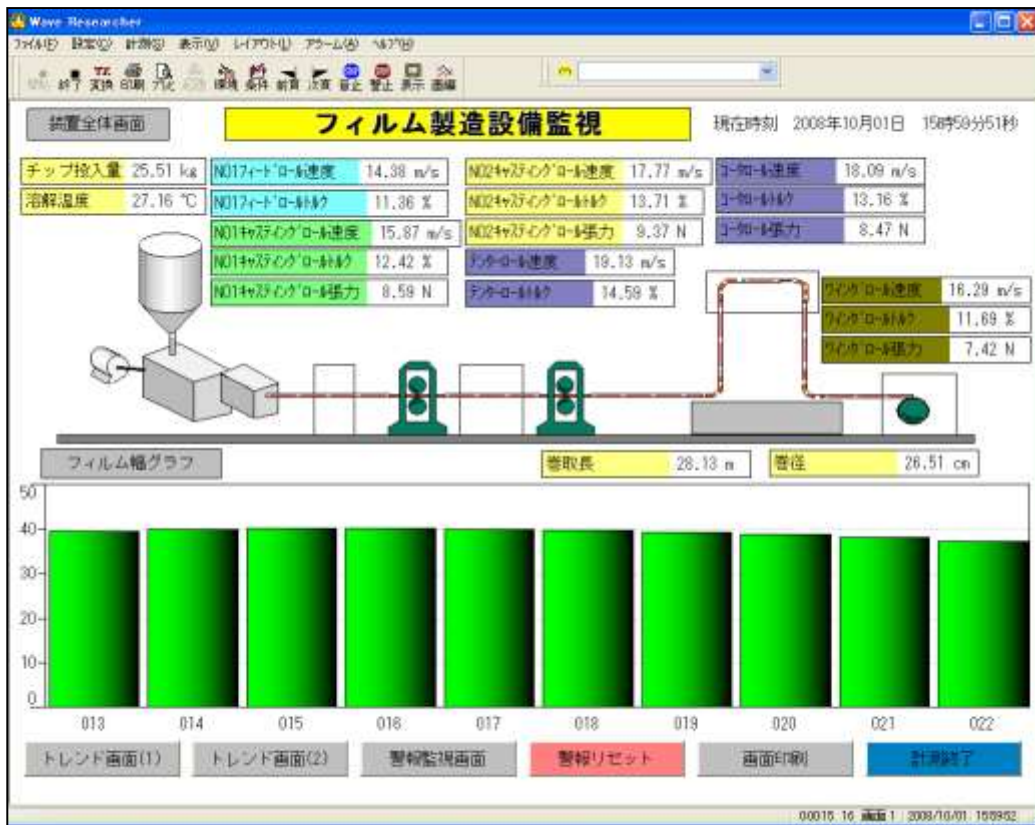 Wave Researcher
ファイル(F) 設定(C) 計測(S) 表示(V) レイアウト(L) アラーム(A) ヘルプ(H)
終了 変換 印刷 環境 条件 前頁 次頁 音止 警止 表示 画編
装置全体画面
フィルム製造設備監視
現在時刻 2008年10月01日 15時59分51秒
チップ投入量 25.51 kg
溶解温度 27.16 ℃
NO1フィードロール速度 14.38 m/s
NO1フィードロールトルク 11.36 %
NO1キャスティングロール速度 15.87 m/s
NO1キャスティングロールトルク 12.42 %
NO1キャスティングロール張力 8.59 N
NO2キャスティングロール速度 17.77 m/s
NO2キャスティングロールトルク 13.71 %
NO2キャスティングロール張力 9.37 N
テンターロール速度 19.13 m/s
テンターロールトルク 14.59 %
コータロール速度 18.09 m/s
コータロールトルク 13.16 %
コータロール張力 8.47 N
ワインダロール速度 16.29 m/s
ワインダロールトルク 11.69 %
ワインダロール張力 7.42 N
フィルム幅グラフ
巻取長 28.13 m
巻径 26.51 cm
50
40
30
20
10
0
013 014 015 016 017 018 019 020 021 022
トレンド画面(1) トレンド画面(2) 警報監視画面 警報リセット 画面印刷 計測終了
00015 16 画面1 2008/10/01 155952